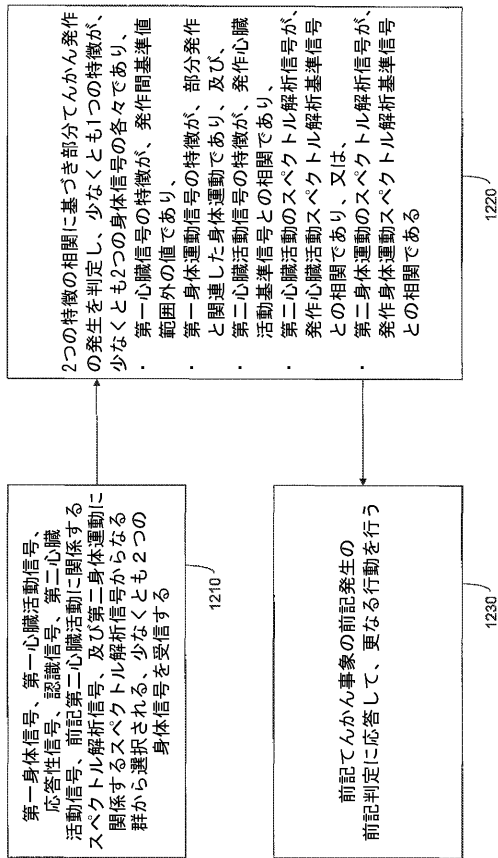 第一身体信号、第一心臓活動信号、
応答性信号、認識信号、第二心臓
活動信号、前記第二心臓活動に関係する
スペクトル解析信号、及び第二身体運動に
関係するスペクトル解析信号からなる
群から選択される、少なくとも2つの
身体信号を受信する
1210
2つの特徴の相関に基づき部分てんかん発作
の発生を判定し、少なくとも1つの特徴が、
少なくとも2つの身体信号の各々であり、
・ 第一心臓信号の特徴が、発作間基準値
範囲外の値であり、
・ 第一身体運動信号の特徴が、部分発作
と関連した身体運動であり、及び、
・ 第二心臓活動信号の特徴が、発作心臓
活動基準信号との相関であり、
・ 第二心臓活動のスペクトル解析信号が、
発作心臓活動スペクトル解析基準信号
との相関であり、又は、
・ 第二身体運動のスペクトル解析信号が、
発作身体運動スペクトル解析基準信号
との相関である
1220
前記てんかん事象の前記発生の
前記判定に応答して、更なる行動を行う
1230